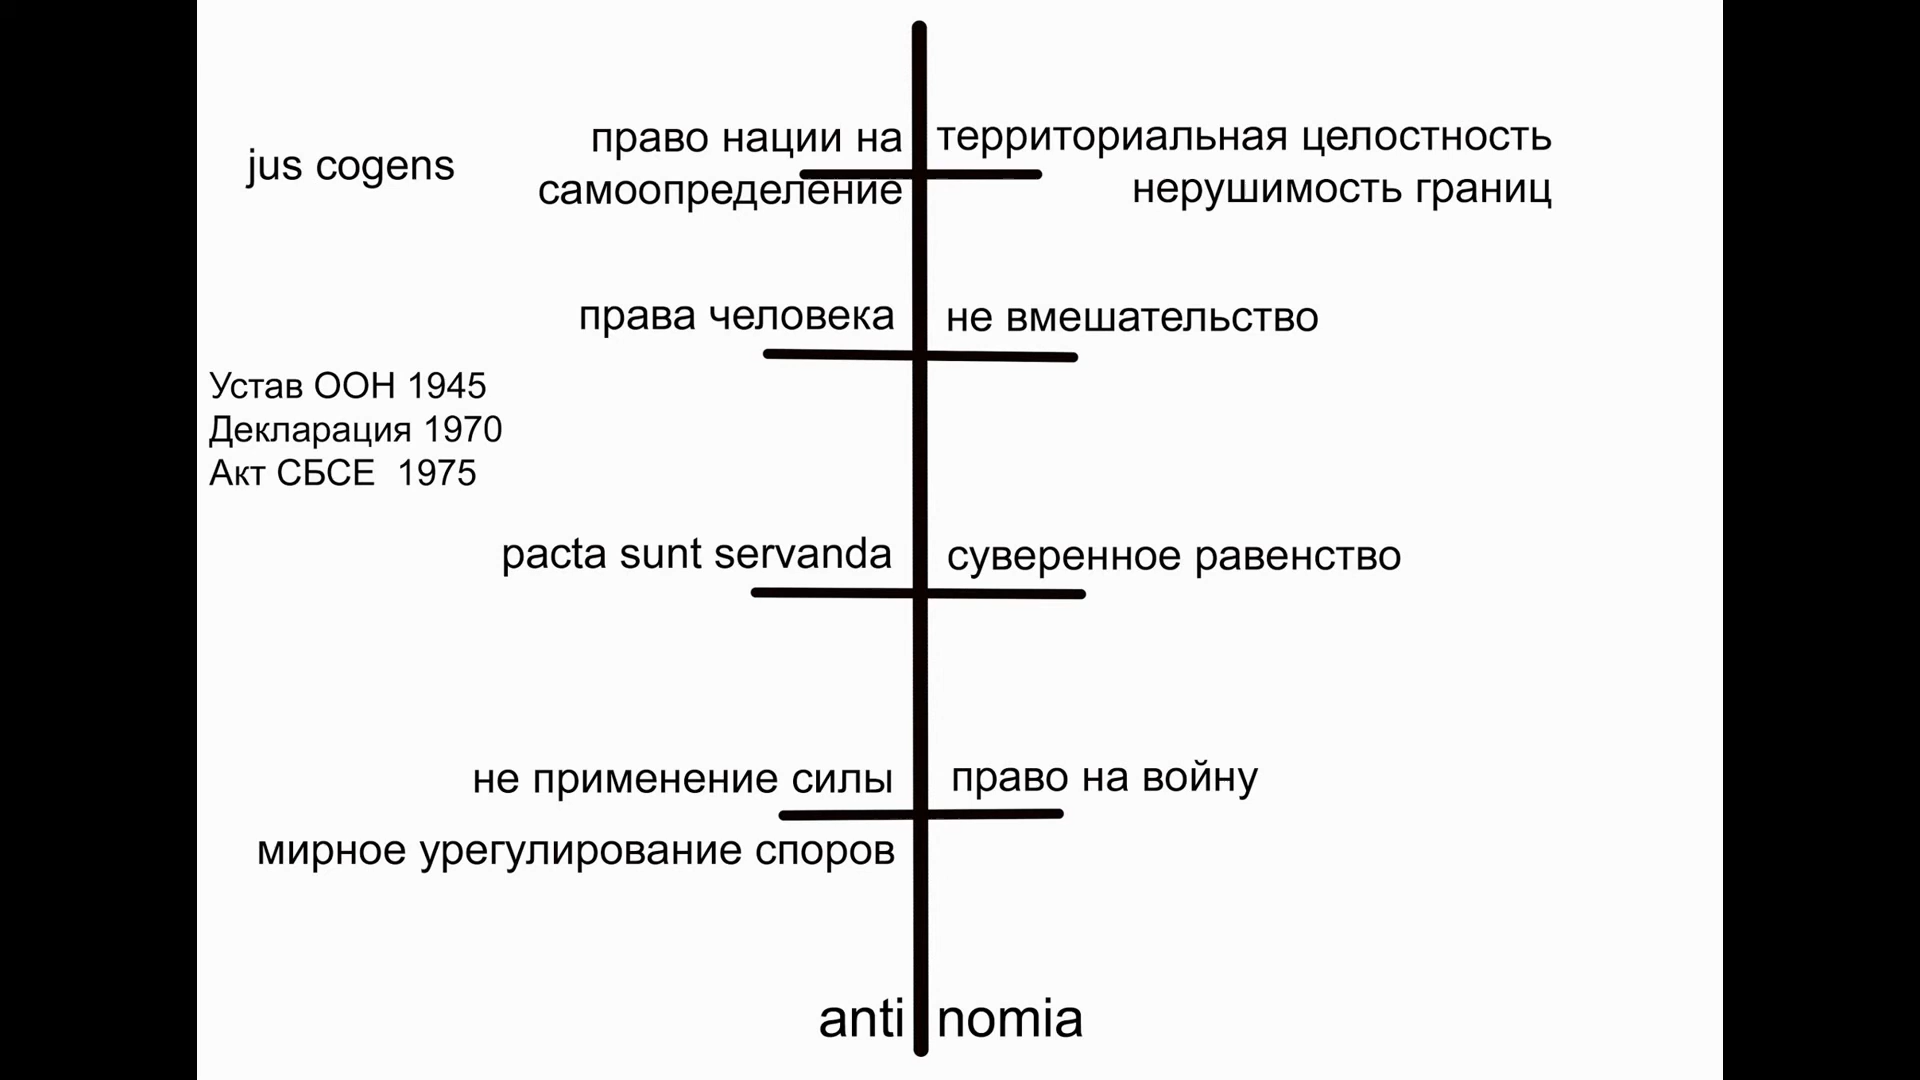 jus cogens
право нации на
самоопределение
территориальная целостность
нерушимость границ
права человека
не вмешательство
Устав ООН 1945
Декларация 1970
Акт СБСЕ 1975
pacta sunt servanda
суверенное равенство
не применение силы
право на войну
мирное урегулирование споров
anti nomia